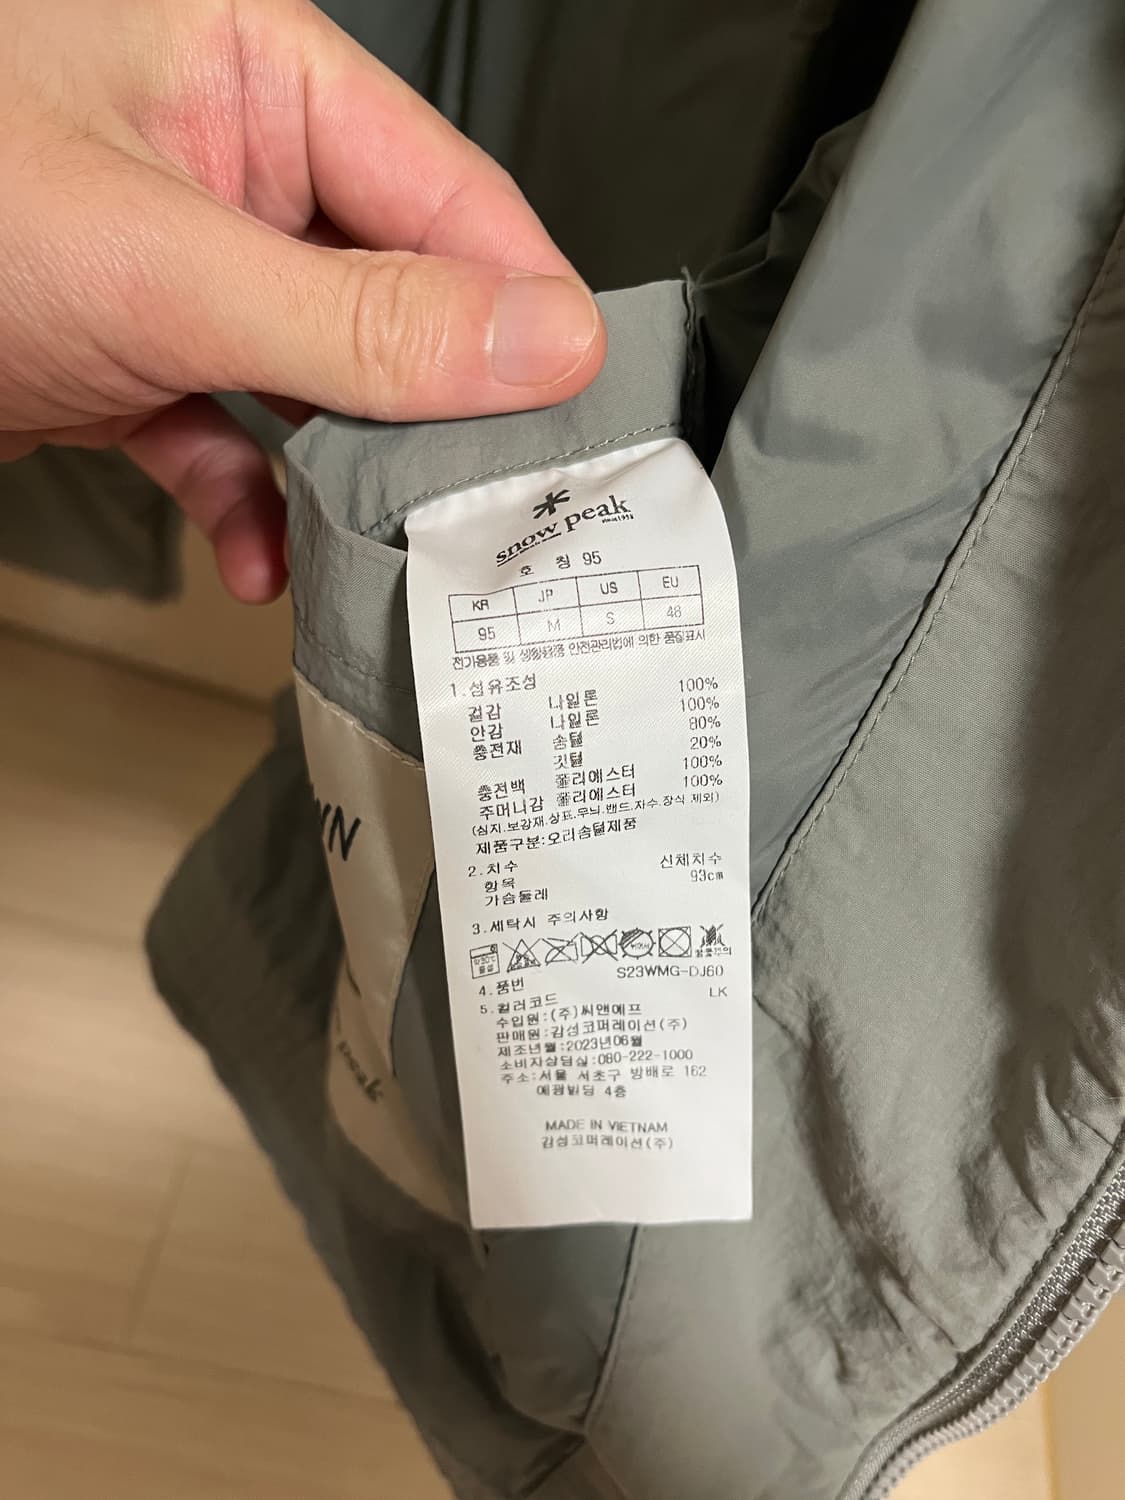 snow peak
since1958
호 칭 95
KR JP US EU
95 M S 48
전기용품 및 생활용품 안전관리법에 의한 품질표시
1.섬유조성
겉감 나일론 100%
안감 나일론 100%
충전재 솜털 80%
깃털 20%
충전백 폴리에스터 100%
주머니감 폴리에스터 100%
(심지.보강재.상표.무늬.밴드.자수.장식 제외)
제품구분:오리솜털제품
2.치수 신체치수
항목 93cm
가슴둘레
3.세탁시 주의사항
4.품번 S23WMG-DJ60
5.컬러코드 LK
수입원:(주)씨앤에프
판매원:감성코퍼레이션(주)
제조년월:2023년06월
소비자상담실:080-222-1000
주소:서울 서초구 방배로 162
에광빌딩 4층
MADE IN VIETNAM
감성코퍼레이션(주)
WN
peak